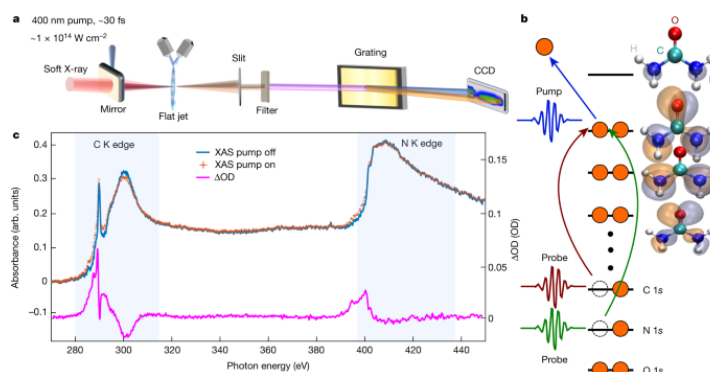 a
400 nm pump, ~30 fs
~1 × 10¹⁴ W cm⁻²
Soft X-ray
Mirror
Flat jet
Slit
Filter
Grating
CCD
b
O
H
C
N
H
Pump
Probe
C 1s
N 1s
Probe
O 1s
c
C K edge
N K edge
XAS pump off
XAS pump on
ΔOD
Absorbance (arb. units)
0.4
0.3
0.2
0.1
0
−0.1
ΔOD (OD)
0.15
0.10
0.05
0
280
300
320
340
360
380
400
420
440
Photon energy (eV)